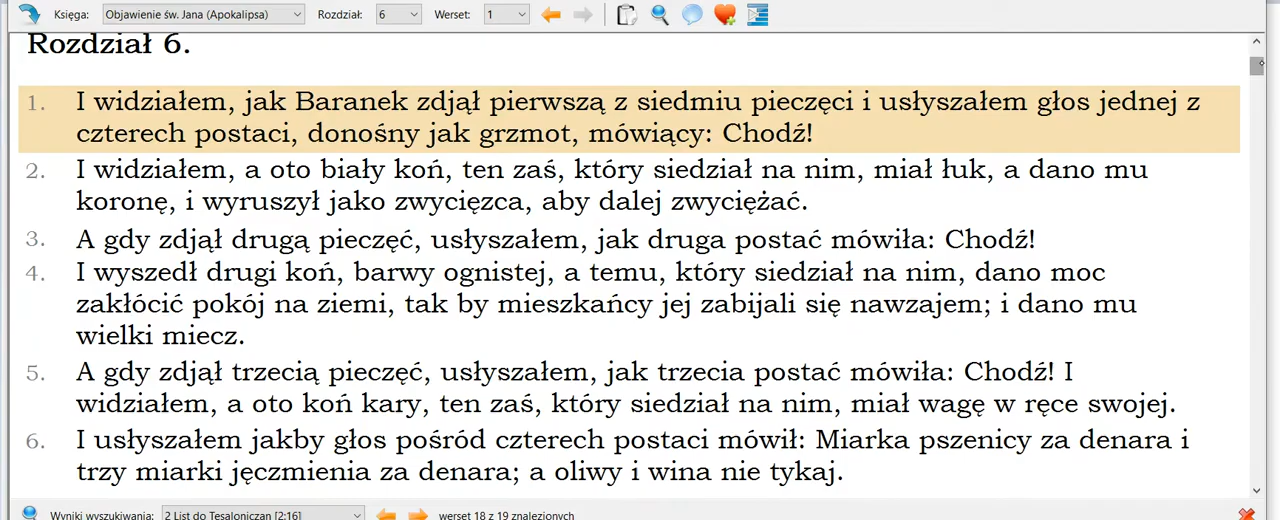 Księga: Objawienie św. Jana (Apokalipsa) Rozdział: 6 Werset: 1
Rozdział 6.
1. I widziałem, jak Baranek zdjął pierwszą z siedmiu pieczęci i usłyszałem głos jednej z
czterech postaci, donośny jak grzmot, mówiący: Chodź!
2. I widziałem, a oto biały koń, ten zaś, który siedział na nim, miał łuk, a dano mu
koronę, i wyruszył jako zwycięzca, aby dalej zwyciężać.
3. A gdy zdjął drugą pieczęć, usłyszałem, jak druga postać mówiła: Chodź!
4. I wyszedł drugi koń, barwy ognistej, a temu, który siedział na nim, dano moc
zakłócić pokój na ziemi, tak by mieszkańcy jej zabijali się nawzajem; i dano mu
wielki miecz.
5. A gdy zdjął trzecią pieczęć, usłyszałem, jak trzecia postać mówiła: Chodź! I
widziałem, a oto koń kary, ten zaś, który siedział na nim, miał wagę w ręce swojej.
6. I usłyszałem jakby głos pośród czterech postaci mówił: Miarka pszenicy za denara i
trzy miarki jęczmienia za denara; a oliwy i wina nie tykaj.
Wyniki wyszukiwania: 2 List do Tesaloniczan [2:16] werset 18 z 19 znalezionych